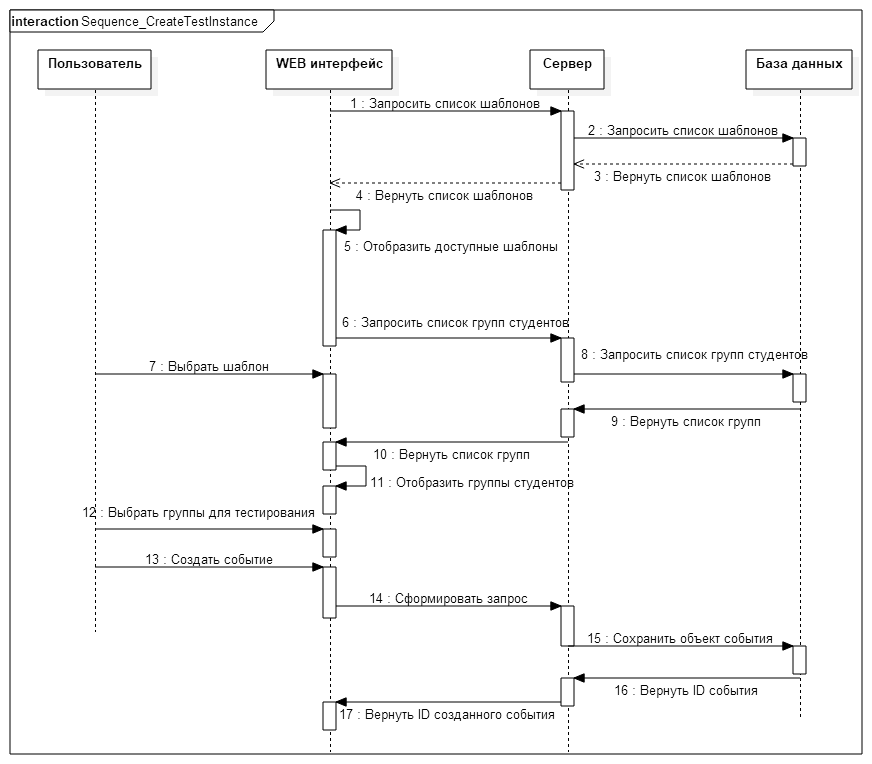 interaction Sequence_CreateTestInstance
Пользователь
WEB интерфейс
Сервер
База данных
1 : Запросить список шаблонов
2 : Запросить список шаблонов
3 : Вернуть список шаблонов
4 : Вернуть список шаблонов
5 : Отобразить доступные шаблоны
6 : Запросить список групп студентов
7 : Выбрать шаблон
8 : Запросить список групп студентов
9 : Вернуть список групп
10 : Вернуть список групп
11 : Отобразить группы студентов
12 : Выбрать группы для тестирования
13 : Создать событие
14 : Сформировать запрос
15 : Сохранить объект события
16 : Вернуть ID события
17 : Вернуть ID созданного события